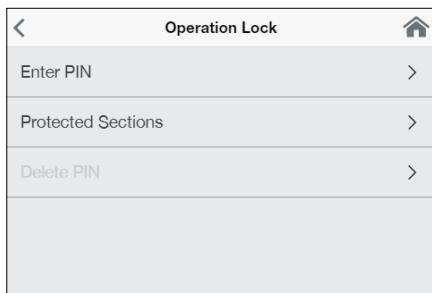 Operation Lock
Enter PIN
Protected Sections
Delete PIN